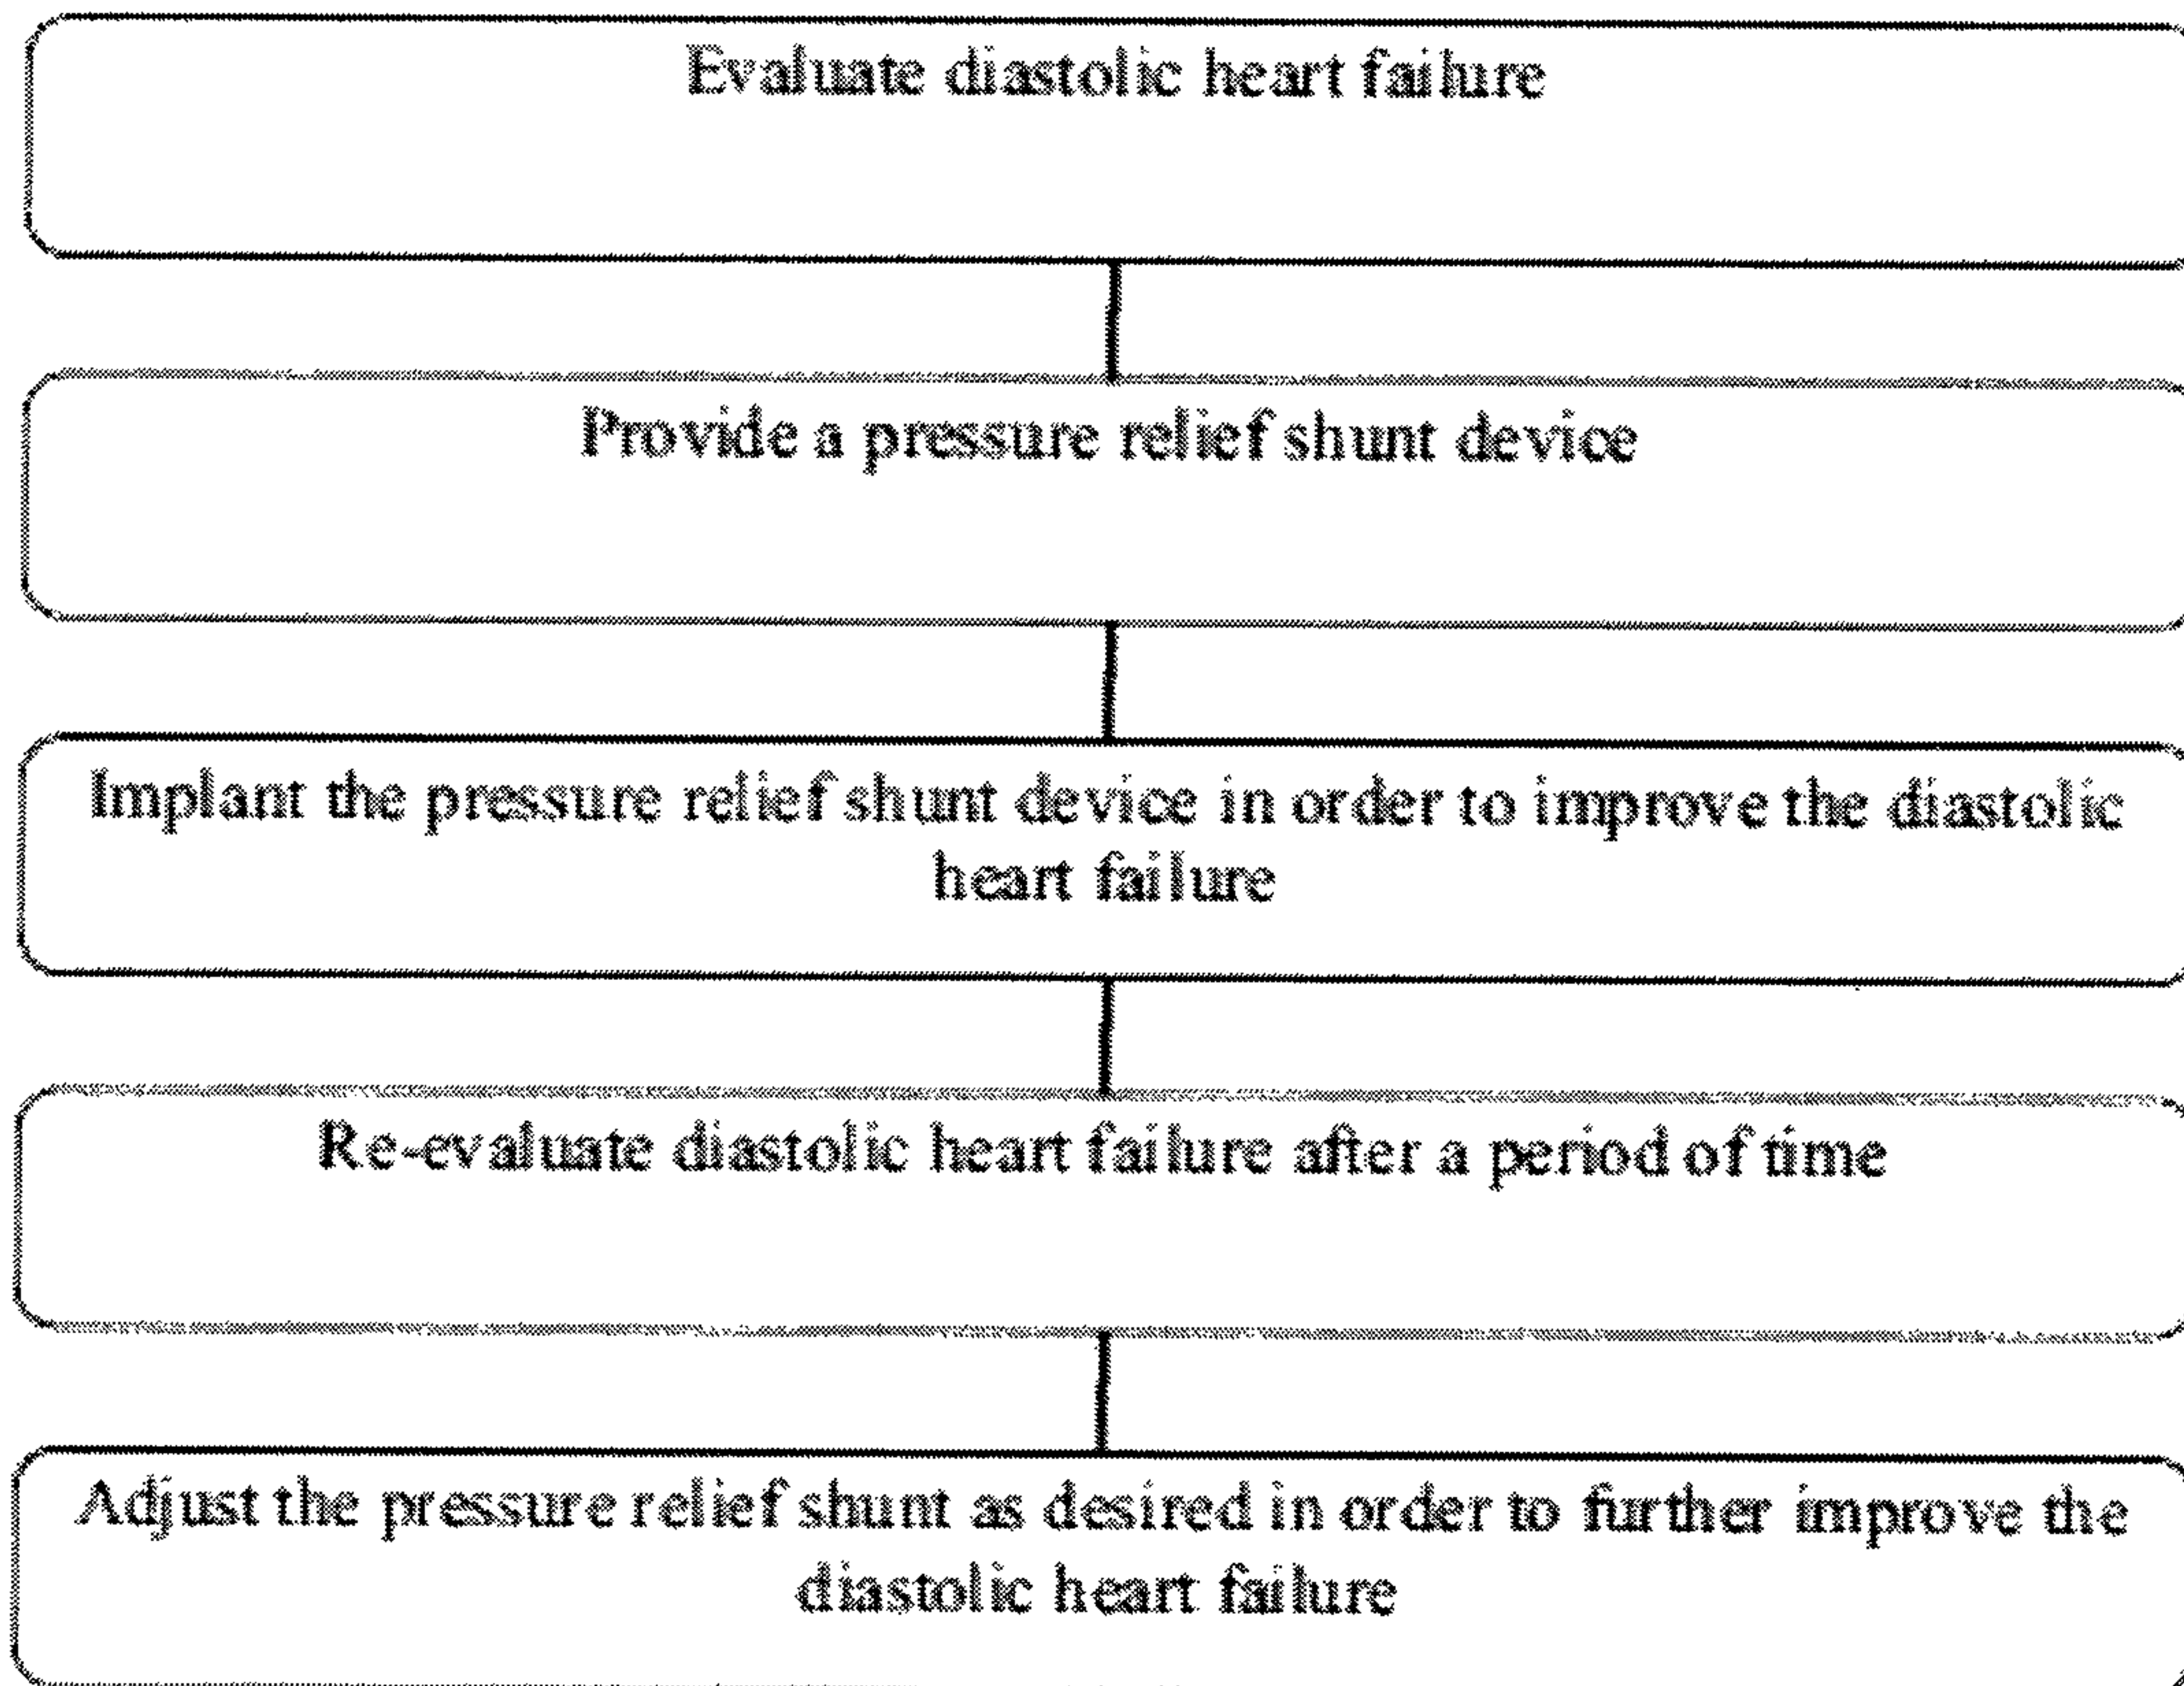 Evaluate diastolic heart failure
Provide a pressure relief shunt device
Implant the pressure relief shunt device in order to improve the diastolic
heart failure
Re-evaluate diastolic heart failure after a period of time
Adjust the pressure relief shunt as desired in order to further improve the
diastolic heart failure